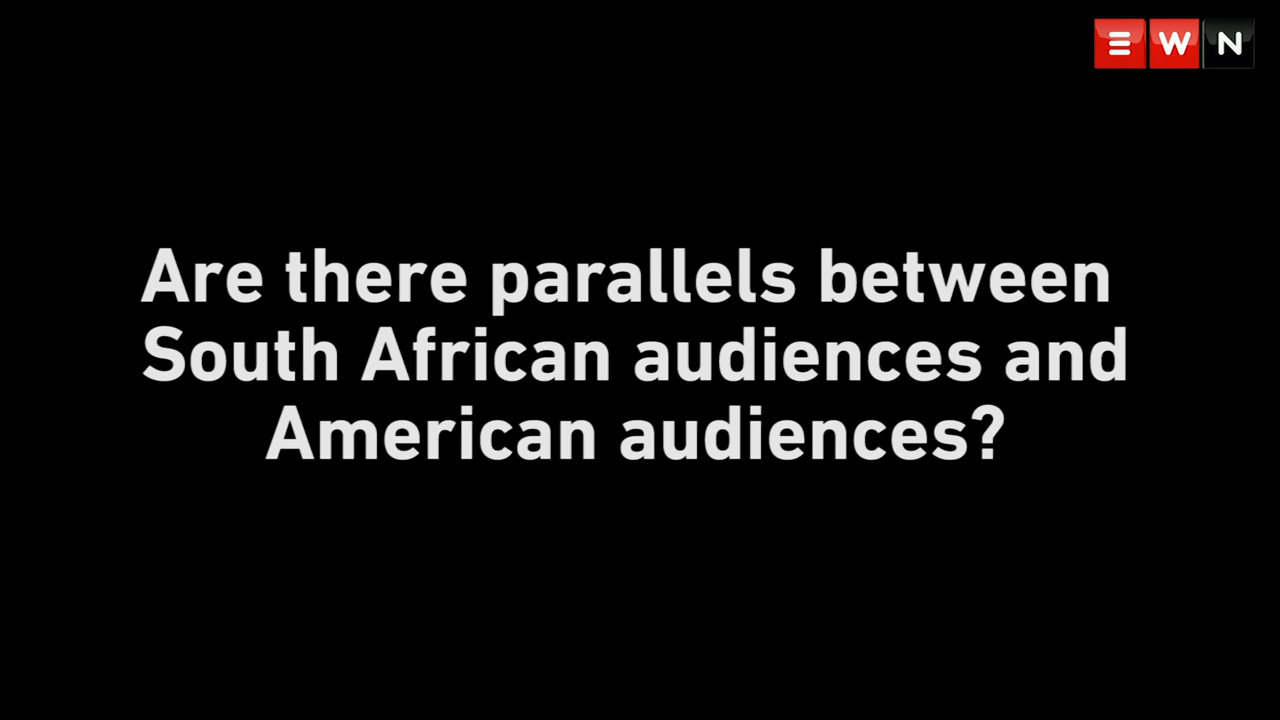 EWN
Are there parallels between
South African audiences and
American audiences?